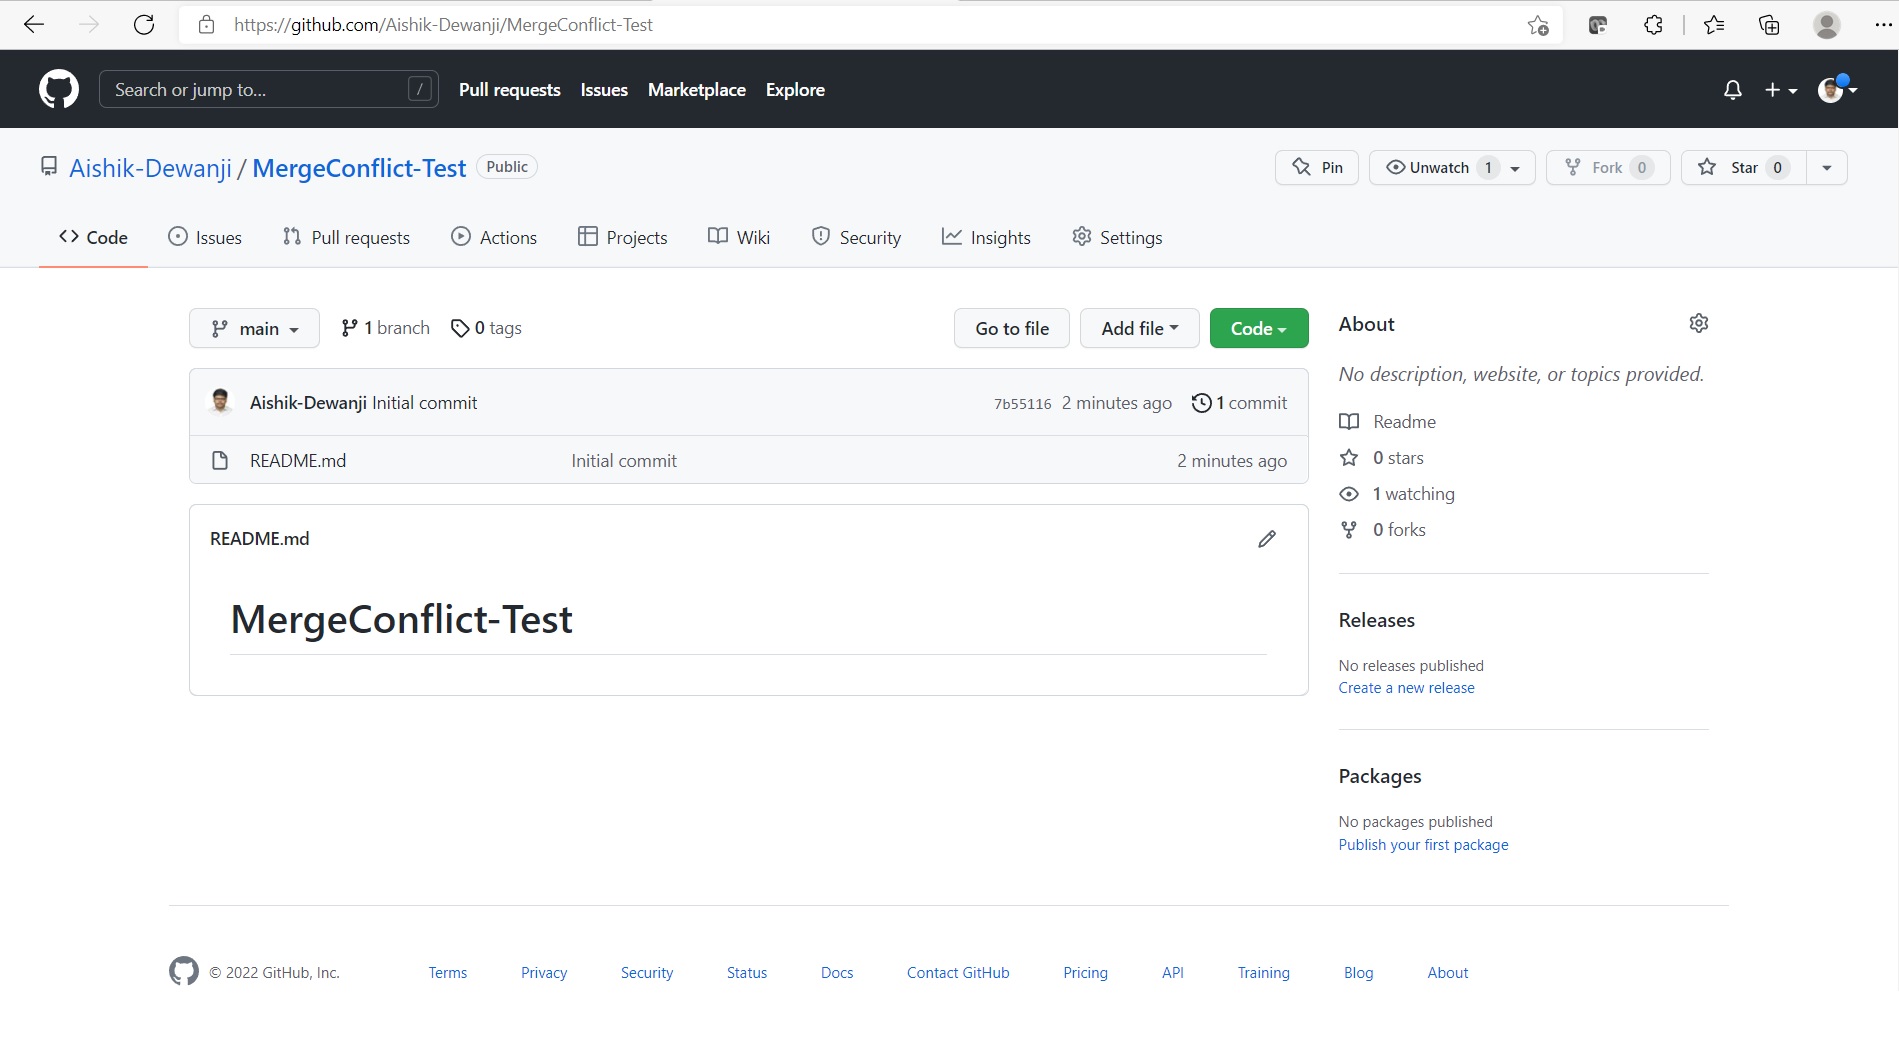 https://github.com/Aishik-Dewanji/MergeConflict-Test
Search or jump to... / Pull requests Issues Marketplace Explore
Aishik-Dewanji / MergeConflict-Test Public Pin Unwatch 1 Fork 0 Star 0
Code Issues Pull requests Actions Projects Wiki Security Insights Settings
main 1 branch 0 tags Go to file Add file Code
Aishik-Dewanji Initial commit 7b55116 2 minutes ago 1 commit
README.md Initial commit 2 minutes ago
README.md
MergeConflict-Test
About
No description, website, or topics provided.
Readme
0 stars
1 watching
0 forks
Releases
No releases published
Create a new release
Packages
No packages published
Publish your first package
© 2022 GitHub, Inc. Terms Privacy Security Status Docs Contact GitHub Pricing API Training Blog About